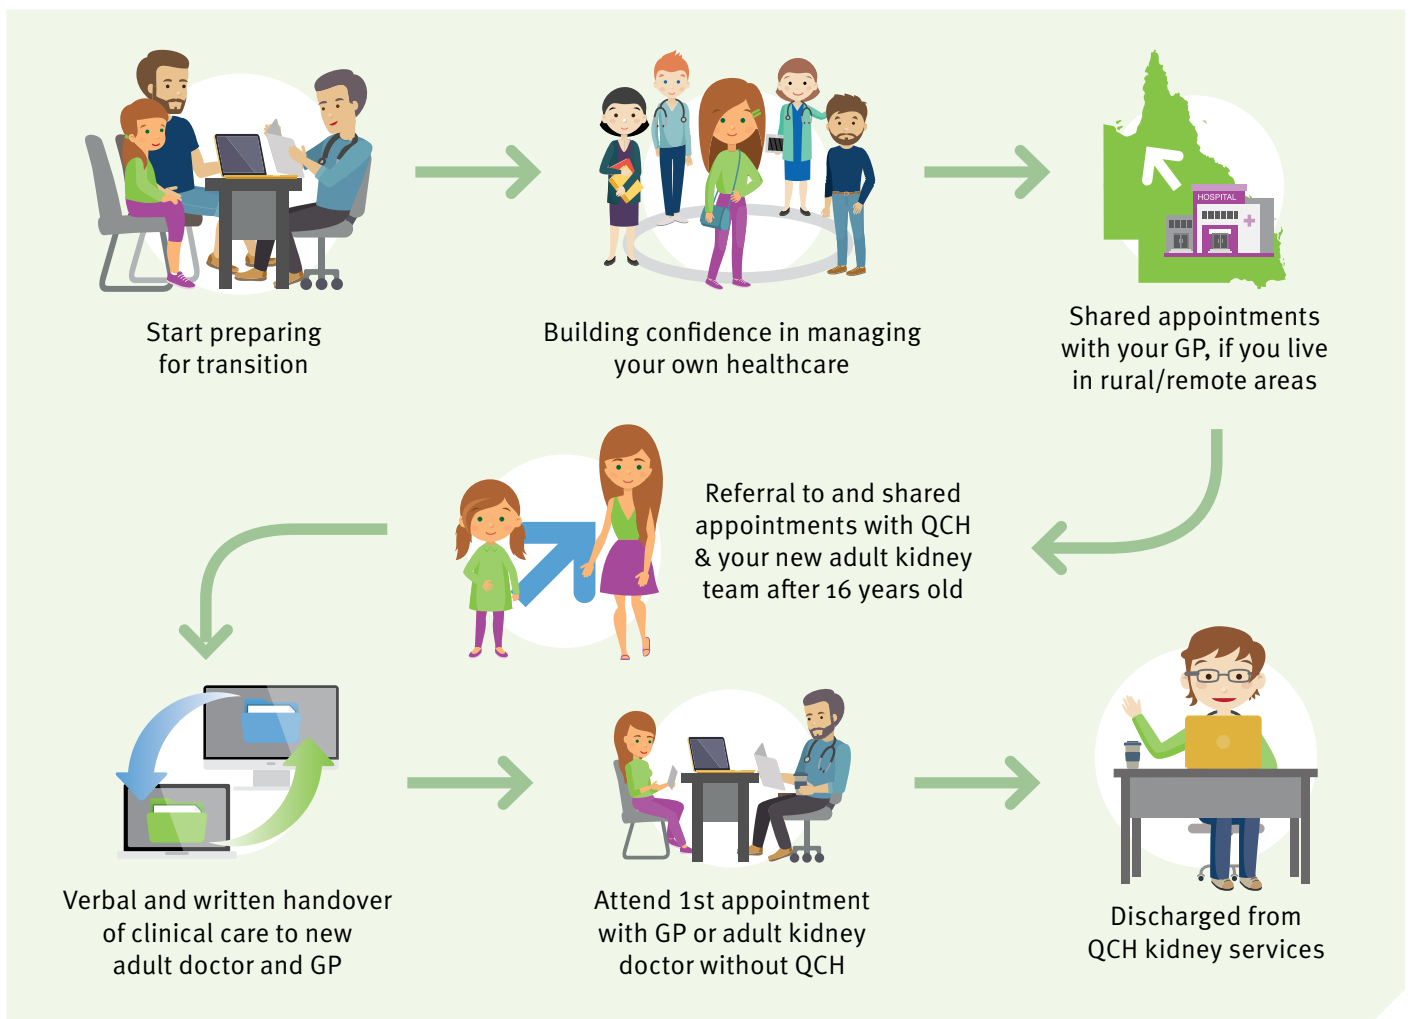 Start preparing
for transition
Building confidence in managing
your own healthcare
HOSPITAL
Shared appointments
with your GP, if you live
in rural/remote areas
Referral to and shared
appointments with QCH
& your new adult kidney
team after 16 years old
Verbal and written handover
of clinical care to new
adult doctor and GP
Attend 1st appointment
with GP or adult kidney
doctor without QCH
Discharged from
QCH kidney services